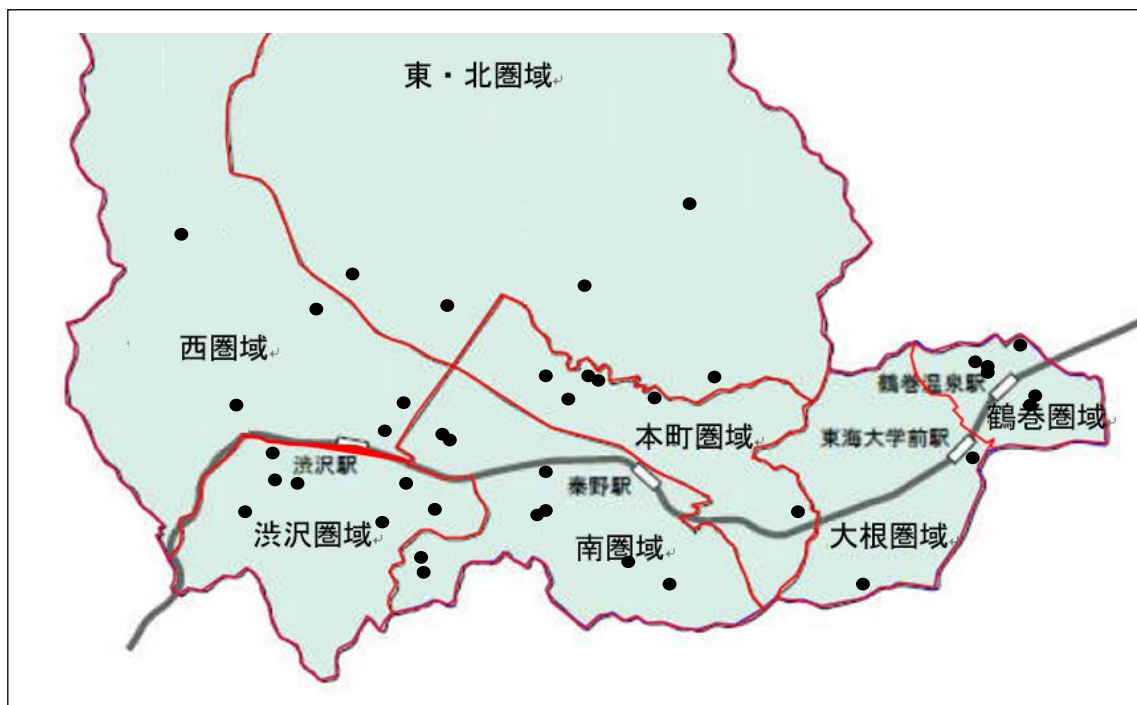 東・北圏域
西圏域
鶴巻温泉駅
鶴巻圏域
本町圏域
東海大学前駅
渋沢駅
秦野駅
渋沢圏域
南圏域
大根圏域